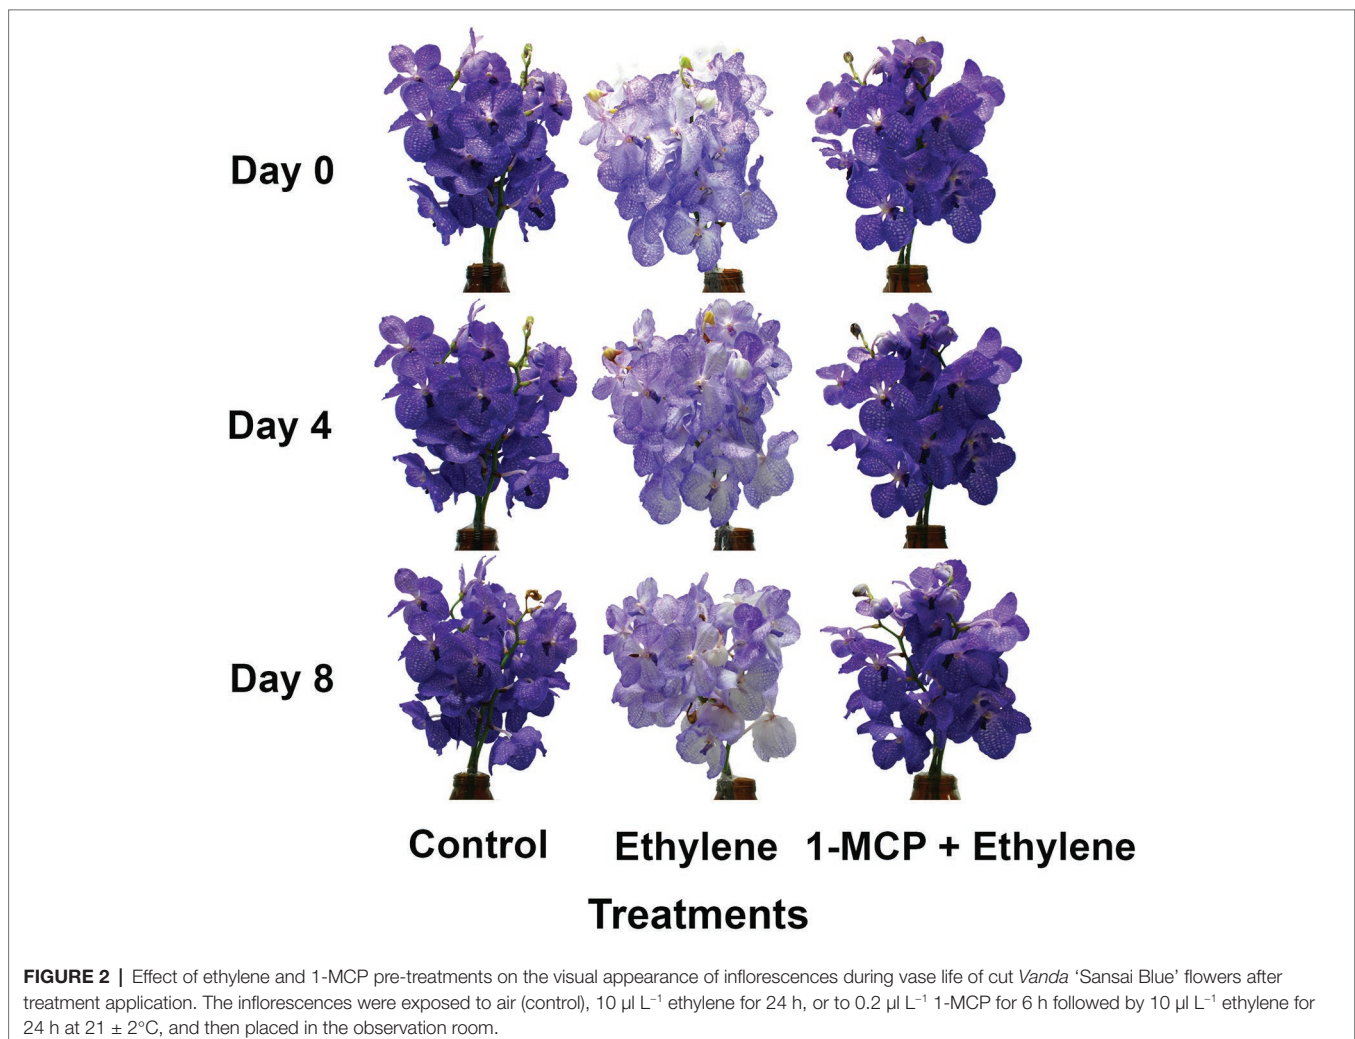 Day 0
Day 4
Day 8
Control Ethylene 1-MCP + Ethylene
Treatments
FIGURE 2 | Effect of ethylene and 1-MCP pre-treatments on the visual appearance of inflorescences during vase life of cut Vanda ‘Sansai Blue’ flowers after
treatment application. The inflorescences were exposed to air (control), 10 μl L⁻¹ ethylene for 24 h, or to 0.2 μl L⁻¹ 1-MCP for 6 h followed by 10 μl L⁻¹ ethylene for
24 h at 21 ± 2°C, and then placed in the observation room.